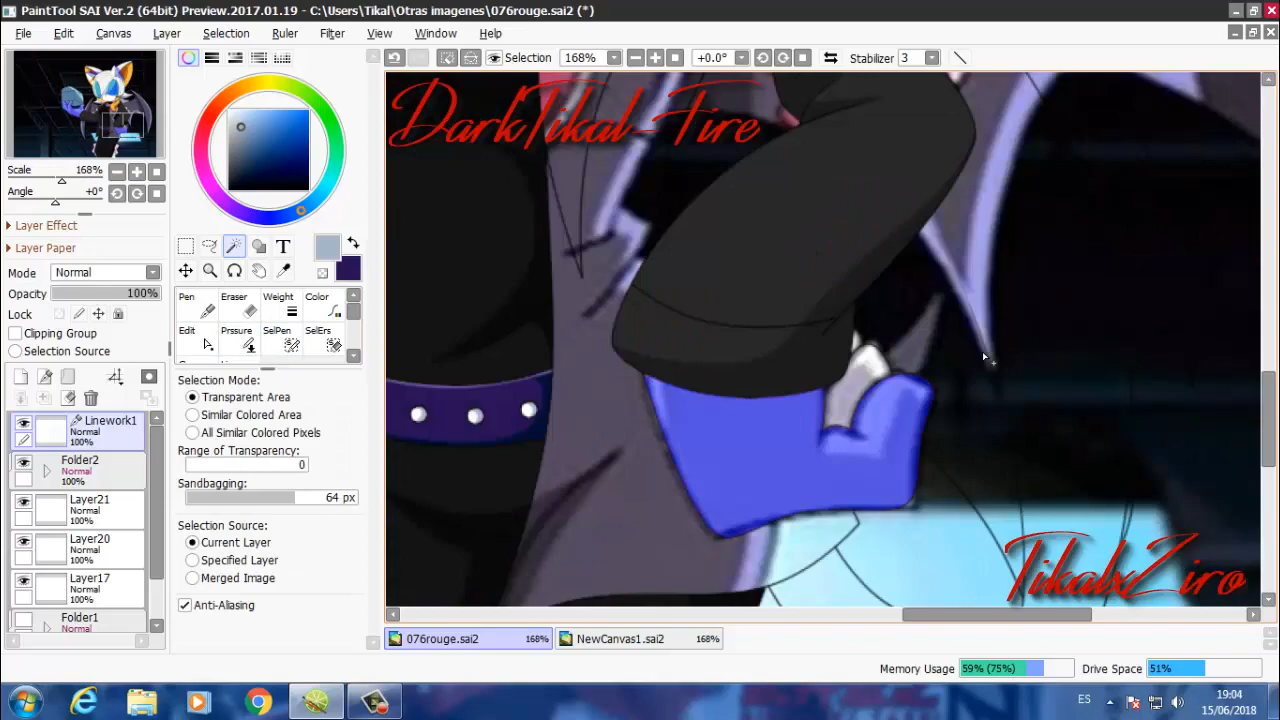 PaintTool SAI Ver.2 (64bit) Preview.2017.01.19 - C:\Users\Tikal\Otras imagenes\076rouge.sai2 (*)
File Edit Canvas Layer Selection Ruler Filter View Window Help
Selection 168% +0.0° Stabilizer 3
DarkTikal-Fire
Scale 168%
Angle +0°
Layer Effect
Layer Paper
Mode Normal
Opacity 100%
Lock
Clipping Group
Selection Source
Linework1
Normal
100%
Folder2
Normal
100%
Layer21
Normal
100%
Layer20
Normal
100%
Layer17
Normal
100%
Folder1
Normal
T
Pen Eraser Weight Color
Edit Prssure SelPen SelErs
Selection Mode:
Transparent Area
Similar Colored Area
All Similar Colored Pixels
Range of Transparency:
0
Sandbagging:
64 px
Selection Source:
Current Layer
Specified Layer
Merged Image
Anti-Aliasing
TikalxZiro
076rouge.sai2 168% NewCanvas1.sai2 168%
Memory Usage 59% (75%) Drive Space 51%
ES 19:04
15/06/2018